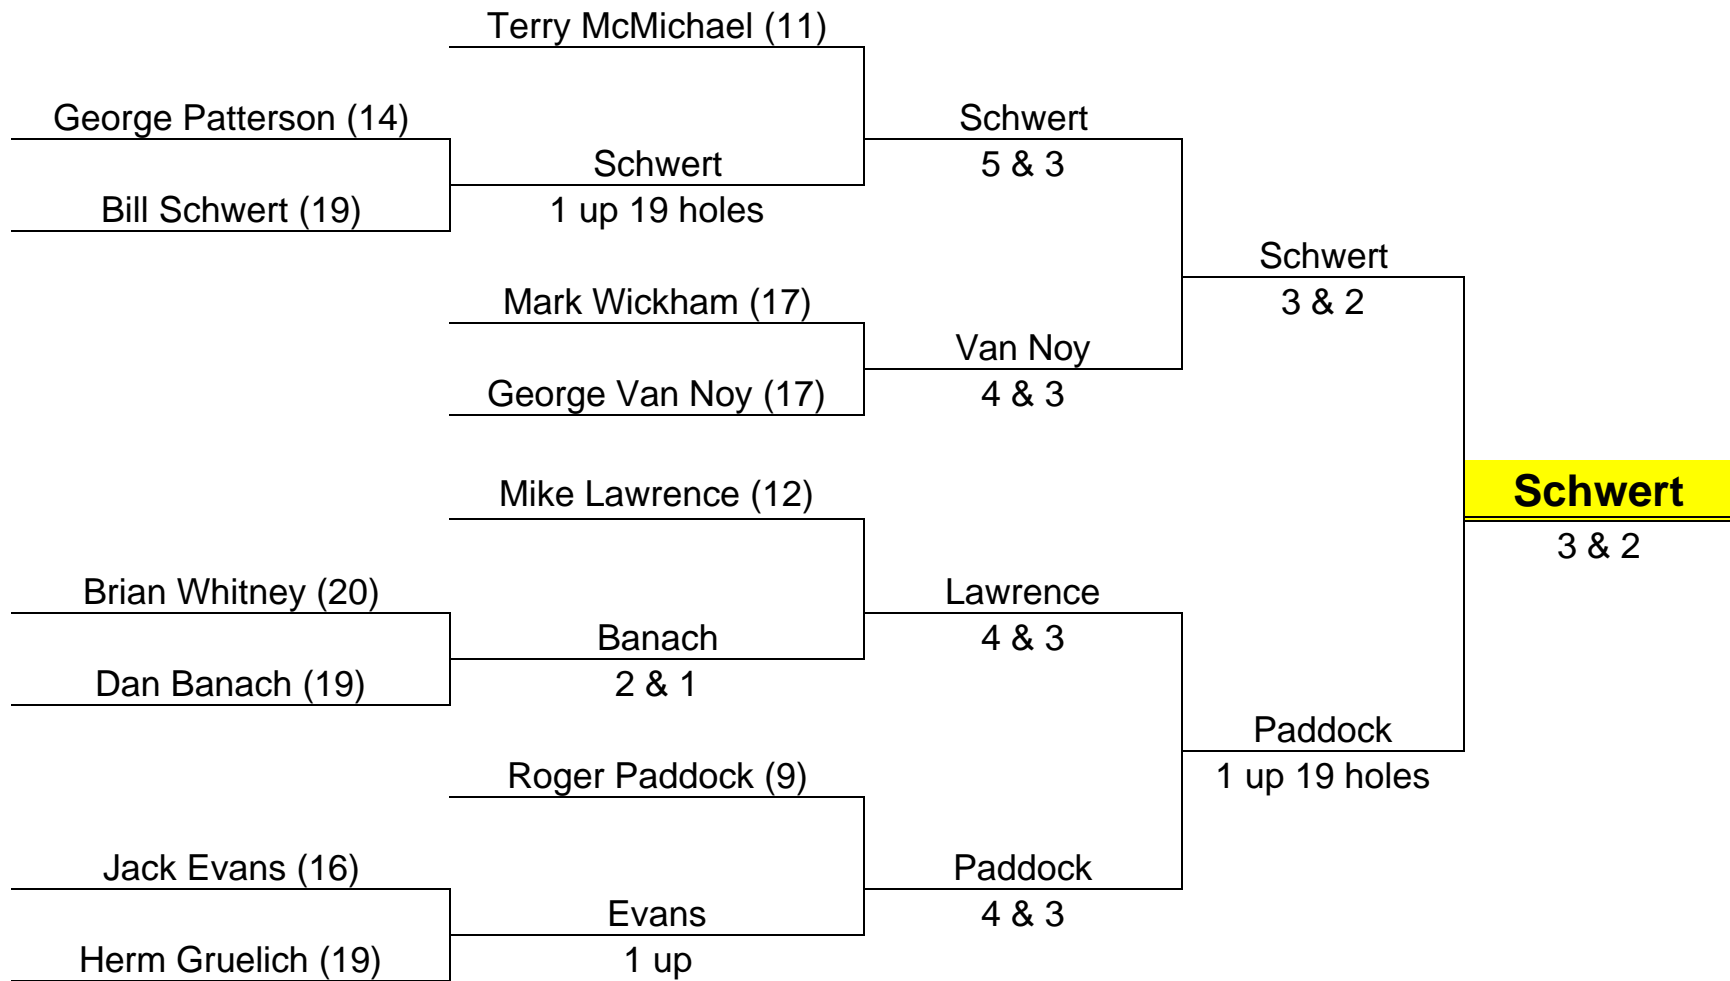 Terry McMichael (11)
George Patterson (14)
Schwert
Schwert
5 & 3
Bill Schwert (19)
1 up 19 holes
Schwert
Mark Wickham (17)
3 & 2
Van Noy
George Van Noy (17)
4 & 3
Mike Lawrence (12)
Schwert
3 & 2
Brian Whitney (20)
Lawrence
Banach
4 & 3
Dan Banach (19)
2 & 1
Paddock
Roger Paddock (9)
1 up 19 holes
Jack Evans (16)
Paddock
Evans
4 & 3
Herm Gruelich (19)
1 up